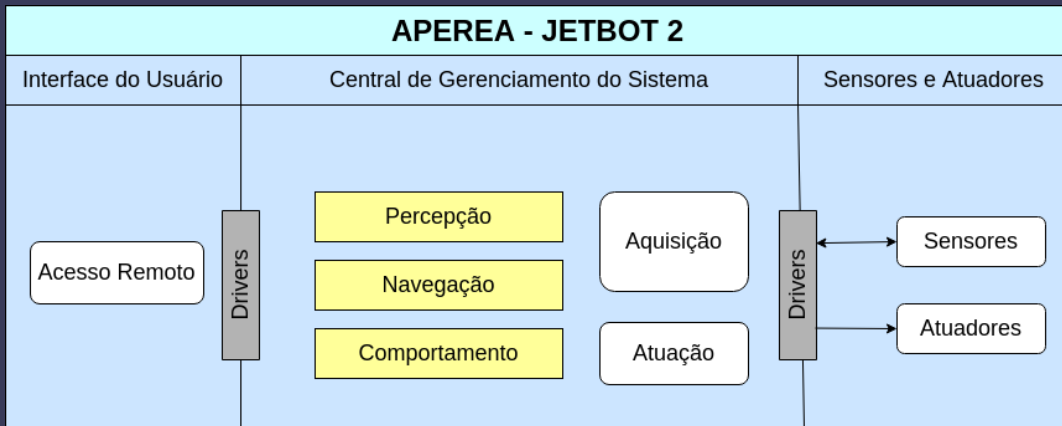 APEREA - JETBOT 2
Interface do Usuário
Central de Gerenciamento do Sistema
Sensores e Atuadores
Acesso Remoto
Drivers
Percepção
Navegação
Comportamento
Aquisição
Atuação
Drivers
Sensores
Atuadores